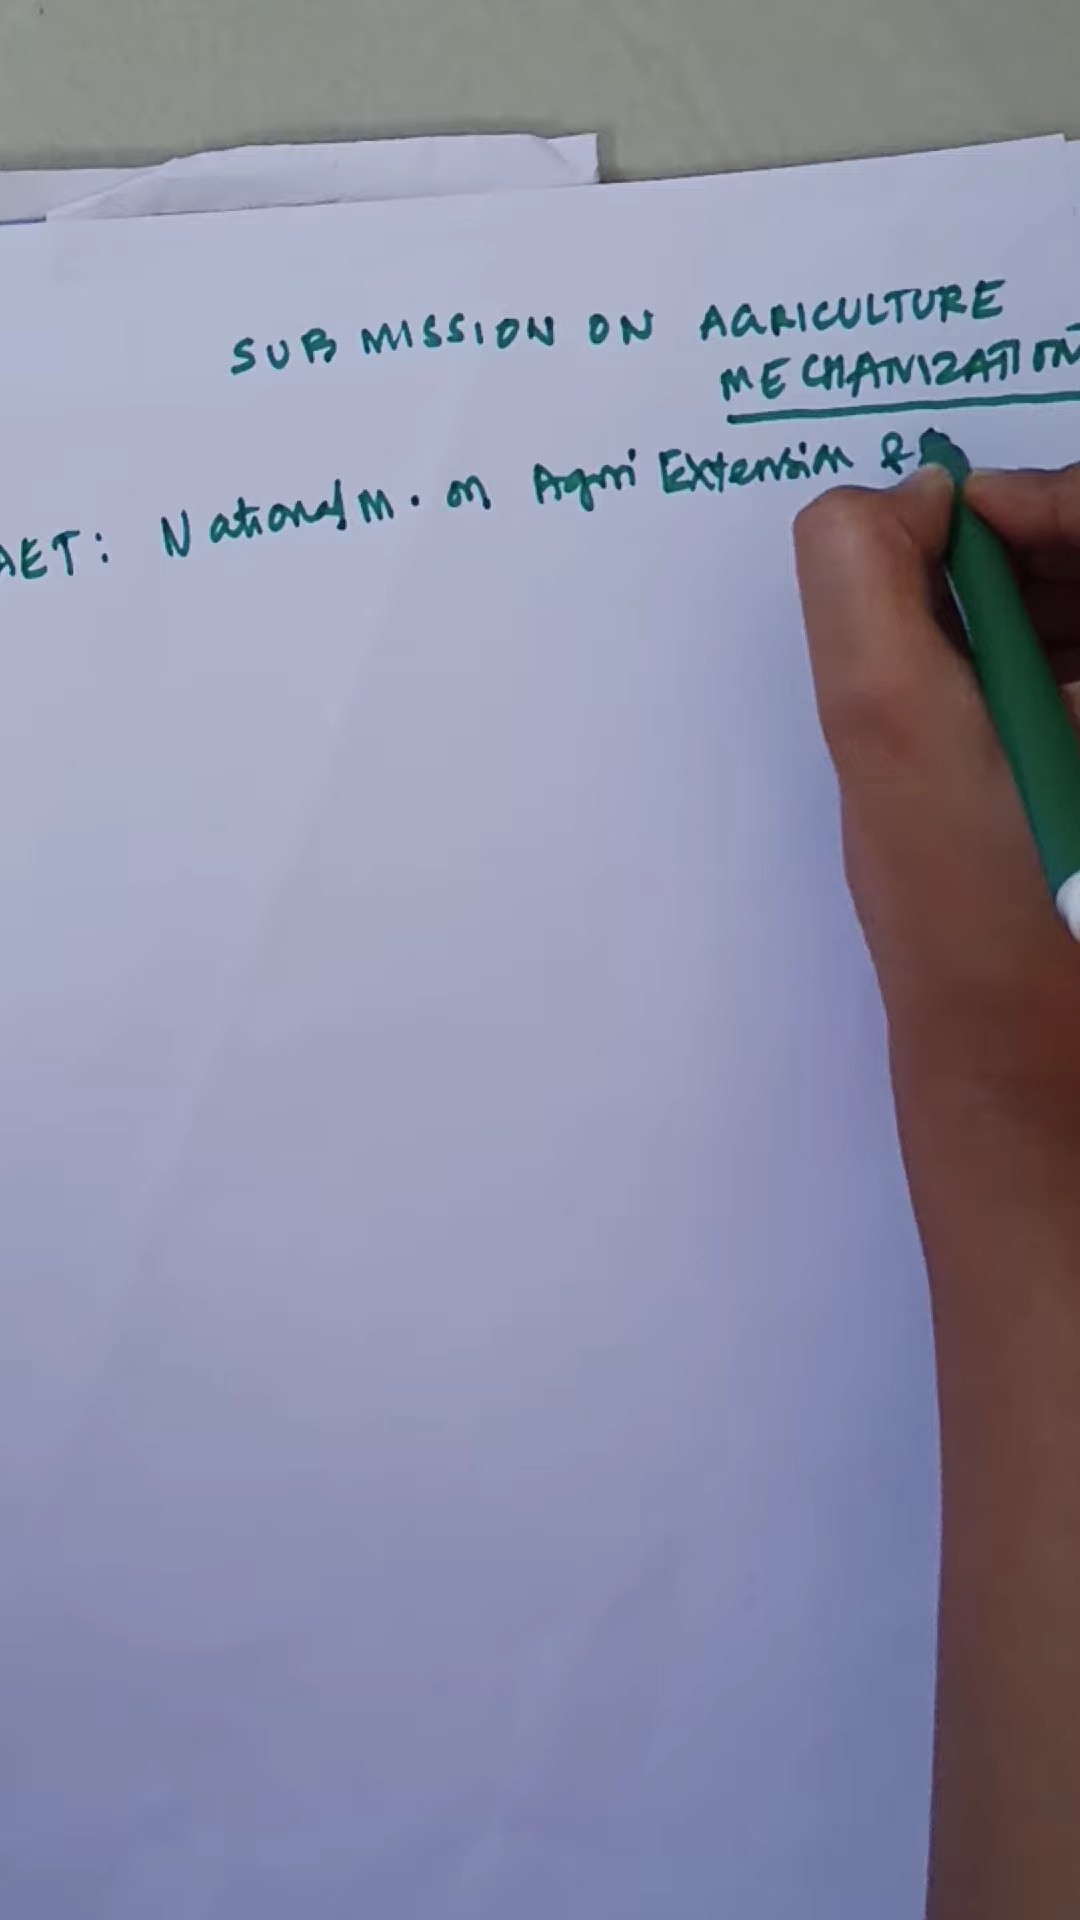 SUB MISSION ON AGRICULTURE
MECHANIZATION
AET: National M. on Agri Extension &